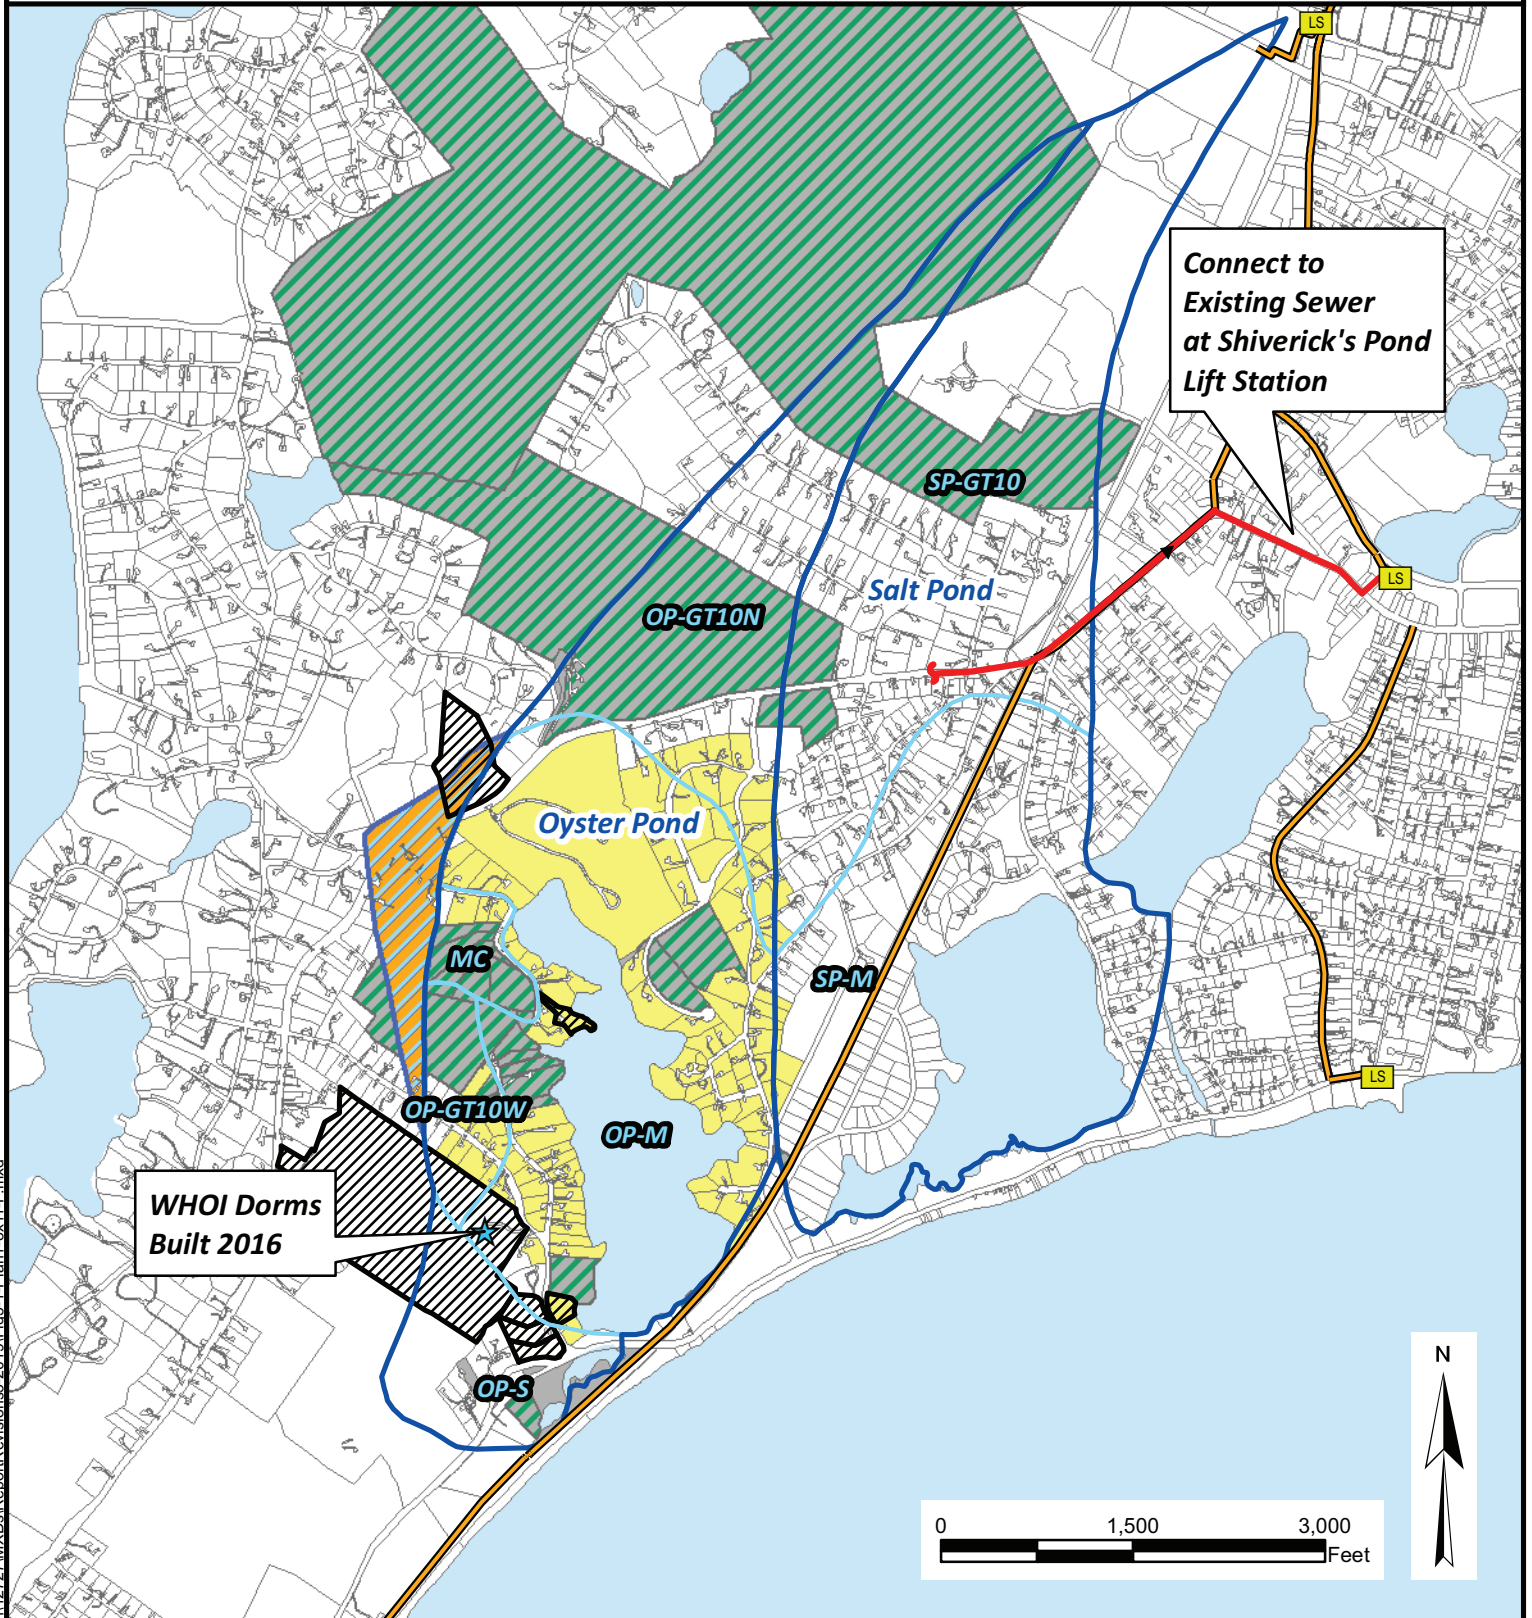 LS
Connect to
Existing Sewer
at Shiverick's Pond
Lift Station
SP-GT10
LS
Salt Pond
OP-GT10N
Oyster Pond
MC
SP-M
LS
OP-GT10W
OP-M
WHOI Dorms
Built 2016
OP-S
N
0 1,500 3,000
Feet